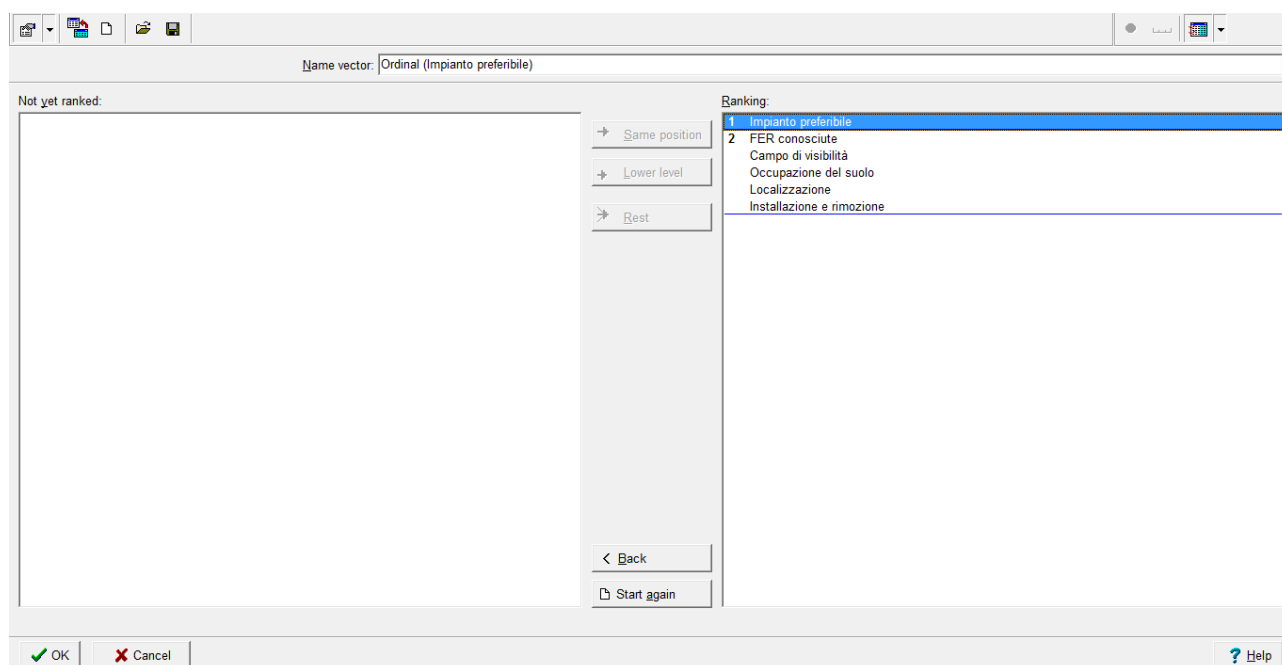 Name vector: Ordinal (Impianto preferibile)
Not yet ranked:
Ranking:
Same position
Lower level
Rest
1 Impianto preferibile
2 FER conosciute
Campo di visibilità
Occupazione del suolo
Localizzazione
Installazione e rimozione
Back
Start again
OK
Cancel
? Help